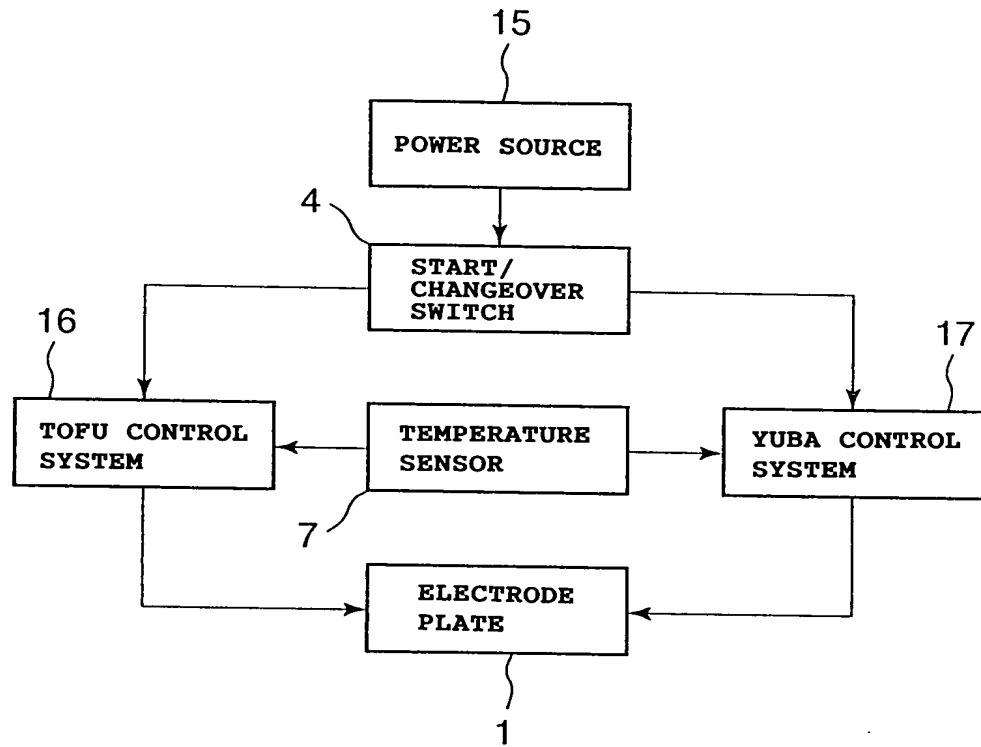 15
POWER SOURCE
4
START/
CHANGEOVER
SWITCH
16
17
TOFU CONTROL
SYSTEM
TEMPERATURE
SENSOR
YUBA CONTROL
SYSTEM
7
ELECTRODE
PLATE
1